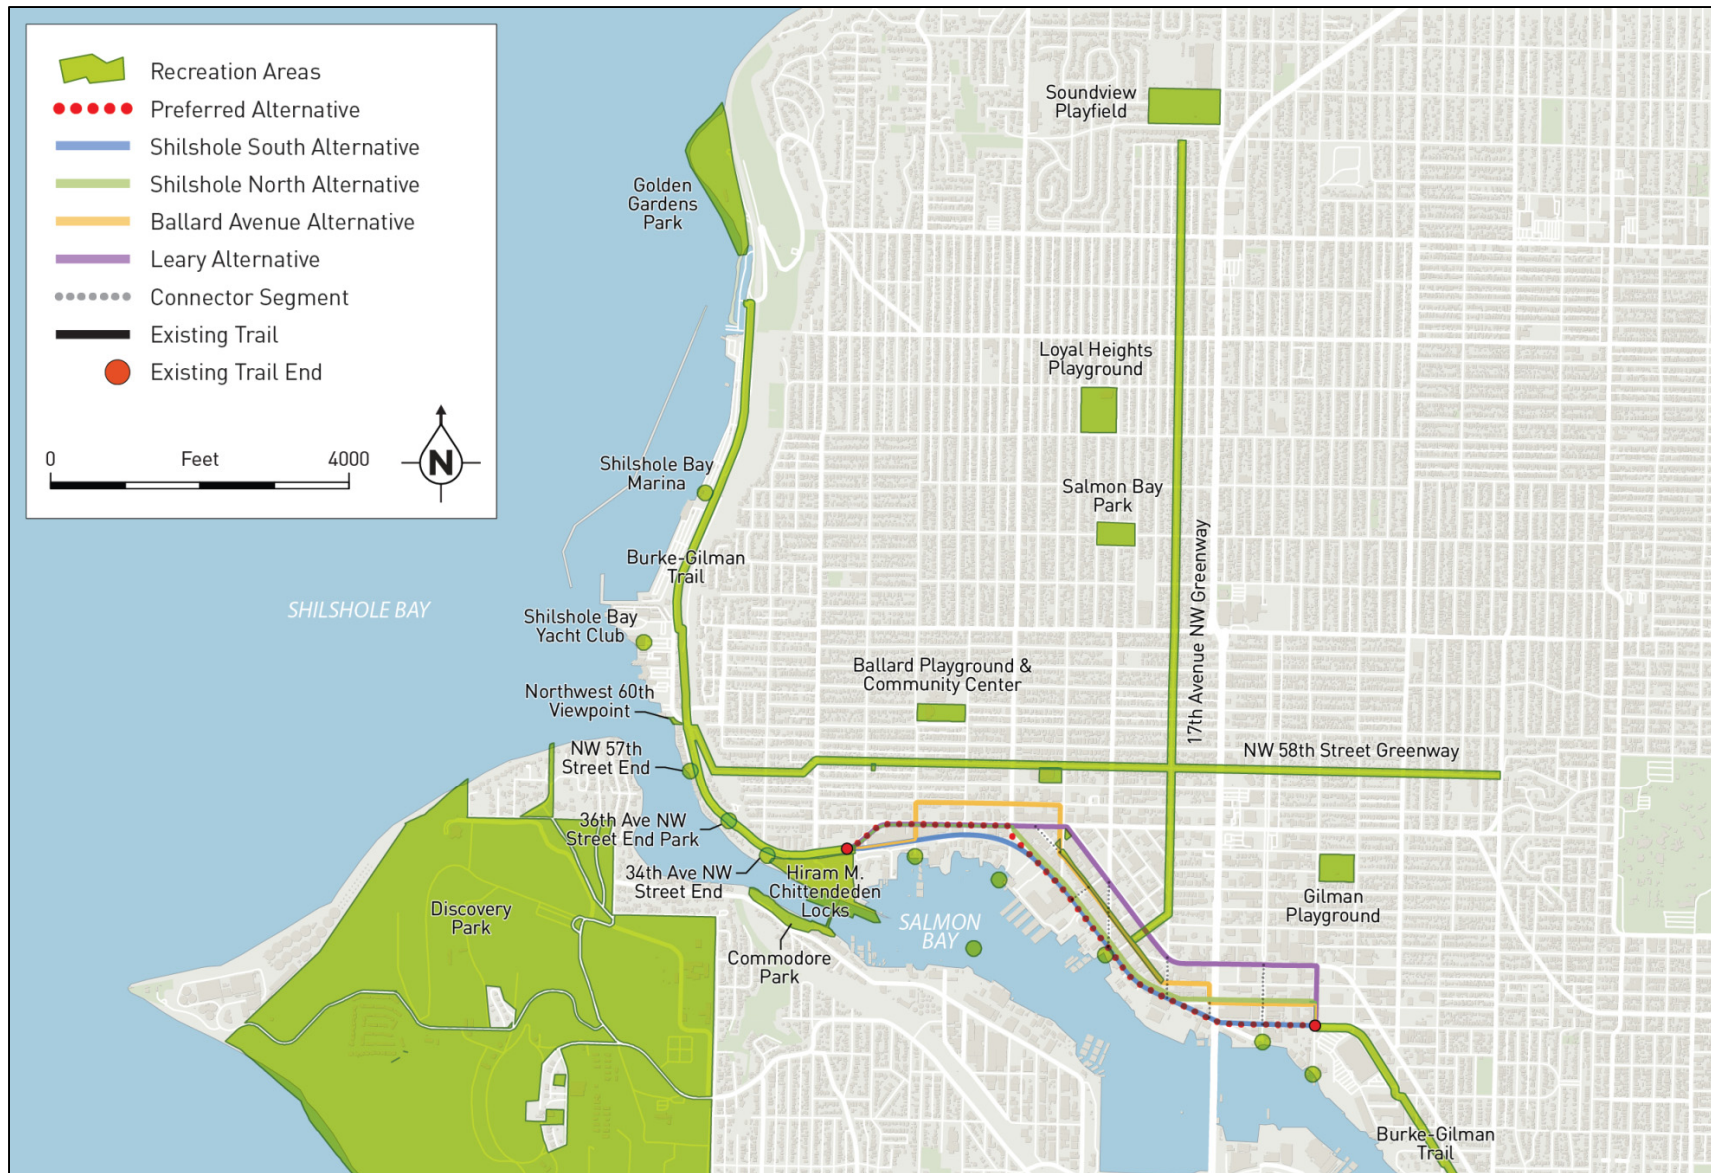 Recreation Areas
Preferred Alternative
Shilshole South Alternative
Shilshole North Alternative
Ballard Avenue Alternative
Leary Alternative
Connector Segment
Existing Trail
Existing Trail End
0 Feet 4000
N
Soundview
Playfield
Golden
Gardens
Park
Loyal Heights
Playground
Shilshole Bay
Marina
Salmon Bay
Park
Burke-Gilman
Trail
SHILSHOLE BAY
Shilshole Bay
Yacht Club
17th Avenue NW Greenway
Ballard Playground &
Community Center
Northwest 60th
Viewpoint
NW 57th
Street End
NW 58th Street Greenway
36th Ave NW
Street End Park
34th Ave NW
Street End
Hiram M.
Chittendeden
Locks
Discovery
Park
SALMON
BAY
Gilman
Playground
Commodore
Park
Burke-Gilman
Trail